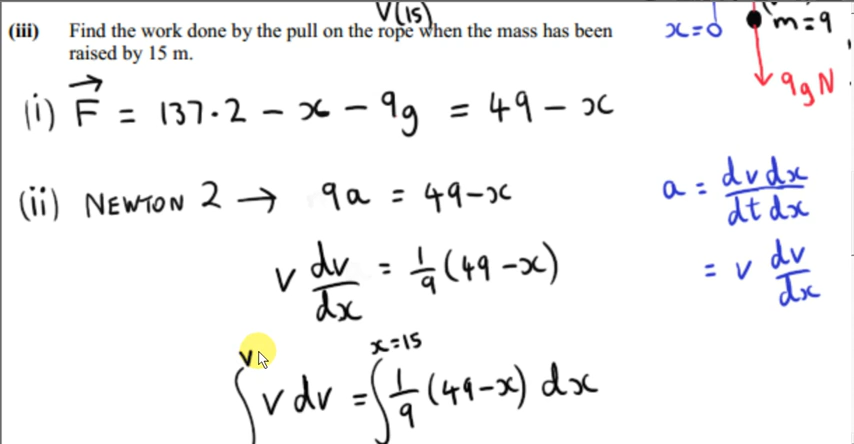 V(15)
(iii) Find the work done by the pull on the rope when the mass has been
raised by 15 m.
x=0
m=9
9g N
(i) F = 137.2 - x - 9g = 49 - x
(ii) NEWTON 2 → 9a = 49-x
a = dv dx / dt dx
v dv/dx = 1/9 (49-x)
= v dv/dx
∫ v dv = ∫ 1/9 (49-x) dx
v
x=15